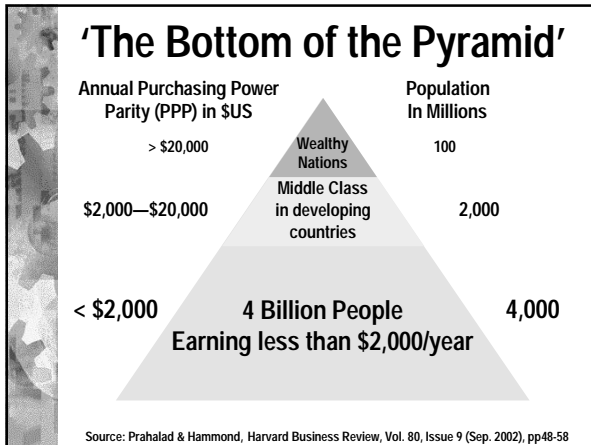 ‘The Bottom of the Pyramid’
Annual Purchasing Power
Parity (PPP) in $US
Population
In Millions
> $20,000
Wealthy
Nations
100
$2,000—$20,000
Middle Class
in developing
countries
2,000
< $2,000
4 Billion People
Earning less than $2,000/year
4,000
Source: Prahalad & Hammond, Harvard Business Review, Vol. 80, Issue 9 (Sep. 2002), pp48-58